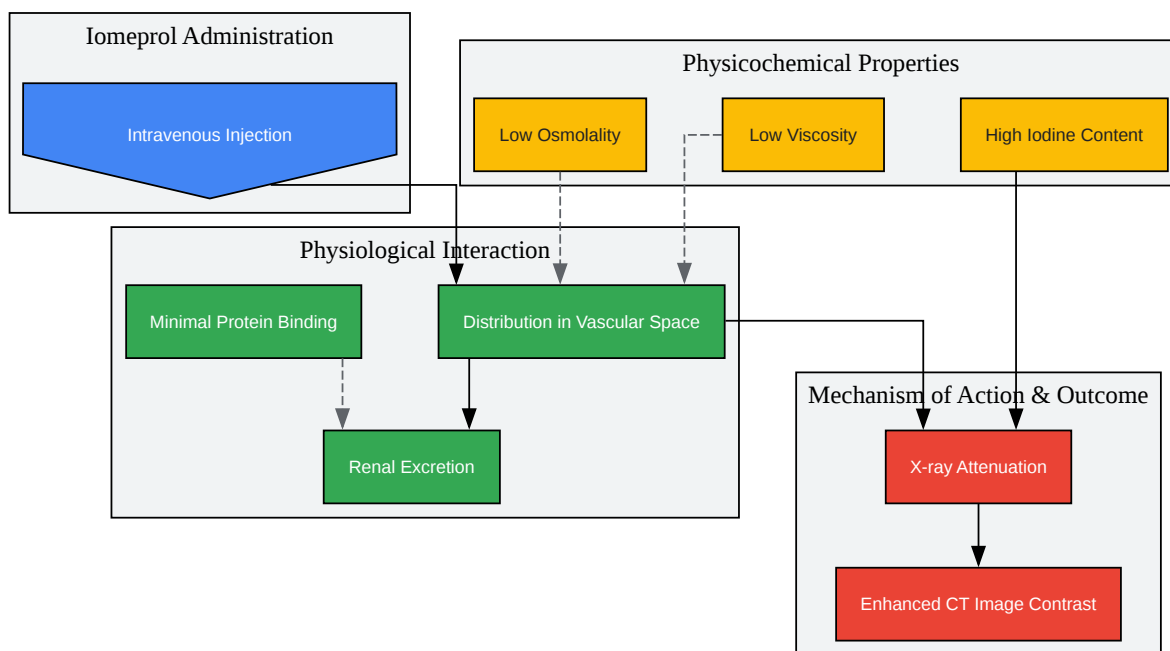 Iomeprol Administration
Intravenous Injection
Physicochemical Properties
Low Osmolality
Low Viscosity
High Iodine Content
Physiological Interaction
Minimal Protein Binding
Distribution in Vascular Space
Renal Excretion
Mechanism of Action & Outcome
X-ray Attenuation
Enhanced CT Image Contrast